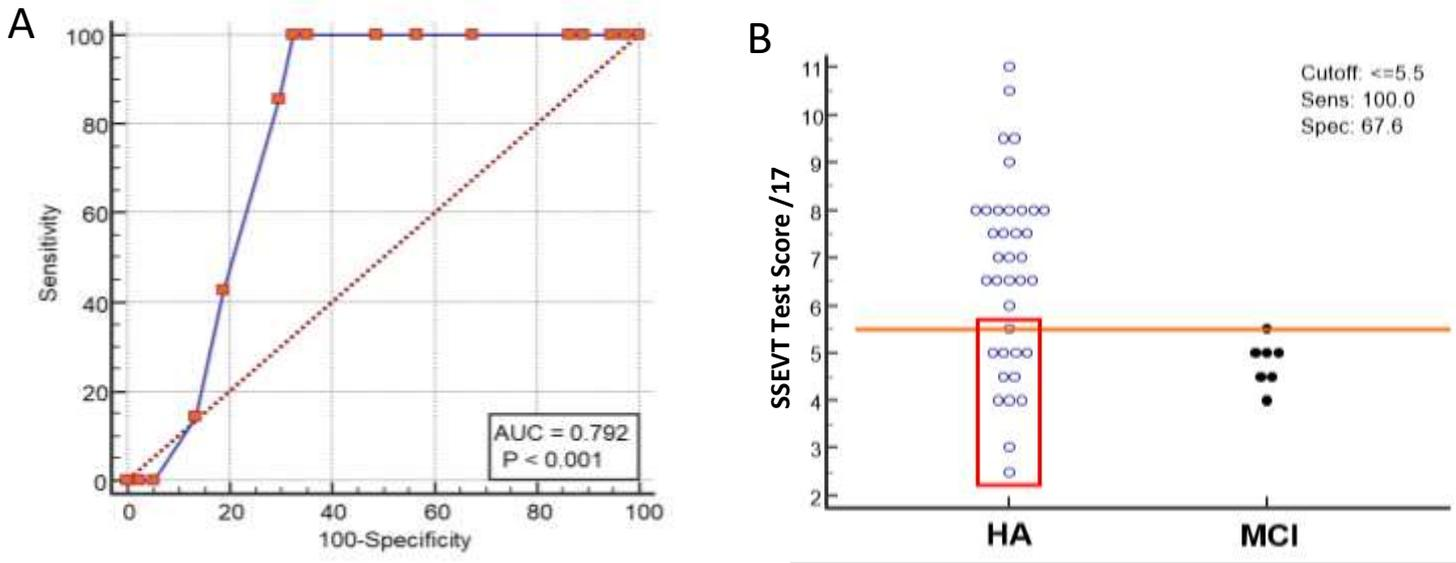 A
100
80
60
40
20
0
Sensitivity
0 20 40 60 80 100
100-Specificity
AUC = 0.792
P < 0.001
B
11
10
9
8
7
6
5
4
3
2
SSEVT Test Score /17
Cutoff: <=5.5
Sens: 100.0
Spec: 67.6
HA MCI